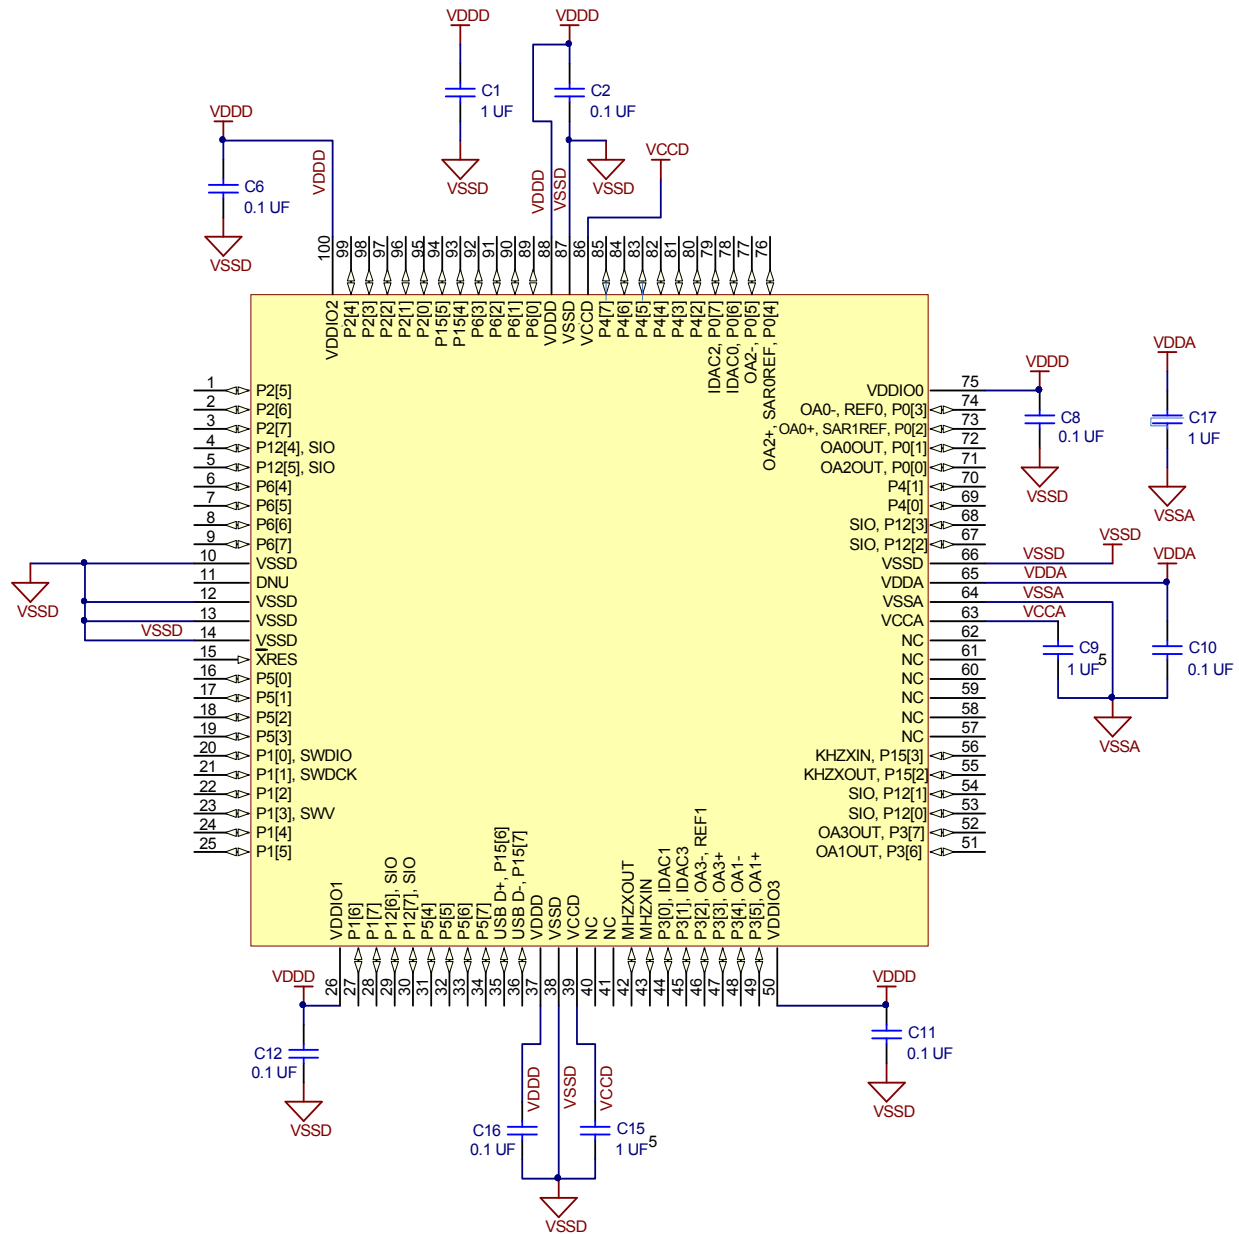 VDDD
VDDD
C1
1 UF
C2
0.1 UF
VDDD
VCCD
VSSD
VSSD
C6
0.1 UF
VDDD
VDDD
VSSD
VSSD
100
99
98
97
96
95
94
93
92
91
90
89
88
87
86
85
84
83
82
81
80
79
78
77
76
VDDIO2
P2[4]
P2[3]
P2[2]
P2[1]
P2[0]
P15[5]
P15[4]
P6[3]
P6[2]
P6[1]
P6[0]
VDDD
VSSD
VCCD
P4[7]
P4[6]
P4[5]
P4[4]
P4[3]
P4[2]
IDAC2, P0[7]
IDAC0, P0[6]
OA2-, P0[5]
OA2+, SAR0REF, P0[4]
1 P2[5]
2 P2[6]
3 P2[7]
4 P12[4], SIO
5 P12[5], SIO
6 P6[4]
7 P6[5]
8 P6[6]
9 P6[7]
10 VSSD
11 DNU
12 VSSD
13 VSSD
VSSD 14 VSSD
15 XRES
16 P5[0]
17 P5[1]
18 P5[2]
19 P5[3]
20 P1[0], SWDIO
21 P1[1], SWDCK
22 P1[2]
23 P1[3], SWV
24 P1[4]
25 P1[5]
VSSD
VDDIO0 75
OA0-, REF0, P0[3] 74
OA0+, SAR1REF, P0[2] 73
OA0OUT, P0[1] 72
OA2OUT, P0[0] 71
P4[1] 70
P4[0] 69
SIO, P12[3] 68
SIO, P12[2] 67
VSSD 66 VSSD
VDDA 65 VDDA
VSSA 64 VSSA
VCCA 63 VCCA
NC 62
NC 61
NC 60
NC 59
NC 58
NC 57
KHZXIN, P15[3] 56
KHZXOUT, P15[2] 55
SIO, P12[1] 54
SIO, P12[0] 53
OA3OUT, P3[7] 52
OA1OUT, P3[6] 51
VDDD
C8
0.1 UF
VSSD
VDDA
C17
1 UF
VSSA
VSSD
VDDA
C9
1 UF5
C10
0.1 UF
VSSA
VDDIO1
P1[6]
P1[7]
P12[6], SIO
P12[7], SIO
P5[4]
P5[5]
P5[6]
P5[7]
USB D+, P15[6]
USB D-, P15[7]
VDDD
VSSD
VCCD
NC
NC
MHZXOUT
MHZXIN
P3[0], IDAC1
P3[1], IDAC3
P3[2], OA3-, REF1
P3[3], OA3+
P3[4], OA1-
P3[5], OA1+
VDDIO3
26
27
28
29
30
31
32
33
34
35
36
37
38
39
40
41
42
43
44
45
46
47
48
49
50
VDDD
C12
0.1 UF
VSSD
VDDD
VSSD
VCCD
C16
0.1 UF
C15
1 UF5
VSSD
VDDD
C11
0.1 UF
VSSD